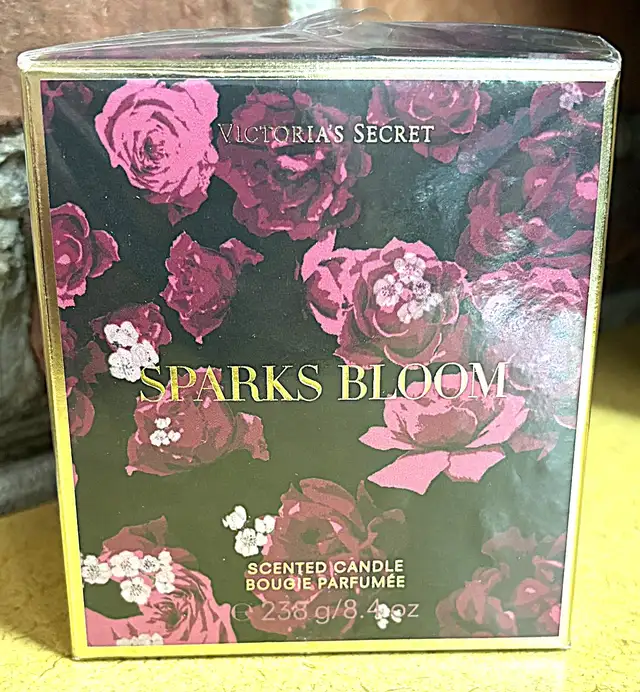 VICTORIA'S SECRET
SPARKS BLOOM
SCENTED CANDLE
BOUGIE PARFUMÉE
℮ 238 g/8.4 oz